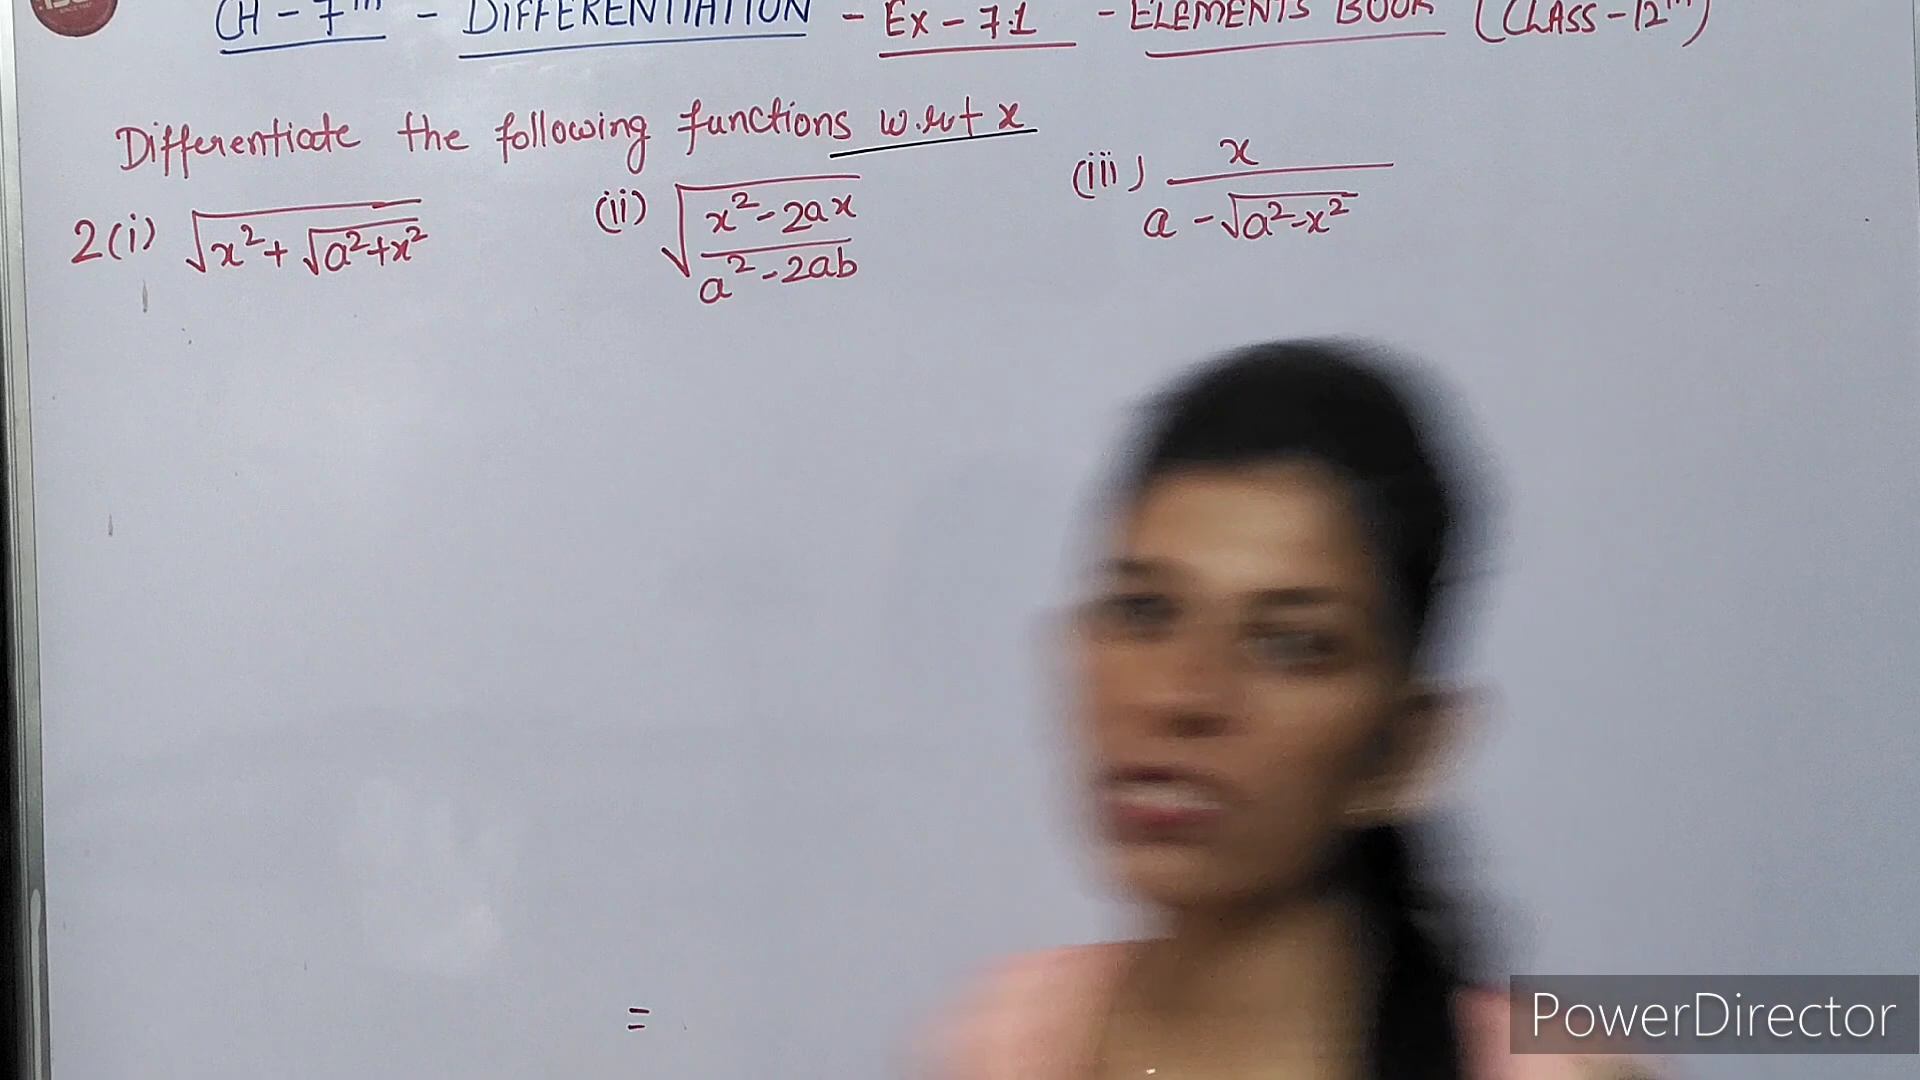 CH - 7th - DIFFERENTIATION - Ex - 7.1 - ELEMENTS BOOK (CLASS - 12th)
Differentiate the following functions w.r.t x
2(i) √(x² + √(a²+x²)) (ii) √((x²-2ax)/(a²-2ab)) (iii) x/(a - √(a²-x²))
=
PowerDirector